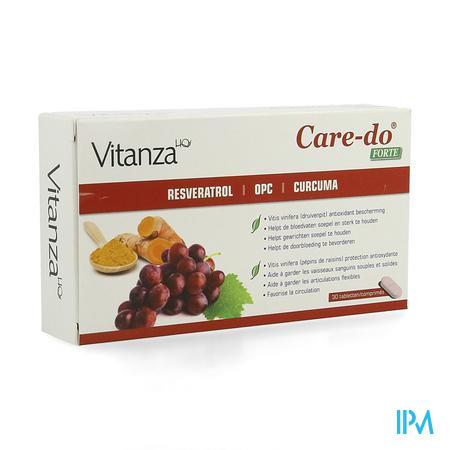 Vitanza HQ
Vitanza HQ
Care-do®
FORTE
RESVERATROL | OPC | CURCUMA
• Vitis vinifera (druivenpit) antioxidant bescherming
• Helpt de bloedvaten soepel en sterk te houden
• Helpt gewrichten soepel te houden
• Helpt de doorbloeding te bevorderen
• Vitis vinifera (pépins de raisins) protection antioxydante
• Aide à garder les vaisseaux sanguins souples et solides
• Aide à garder les articulations flexibles
• Favorise la circulation
30 tabletten/comprimés
IPM